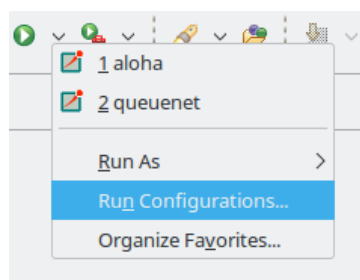 1 aloha
2 queuenet
Run As
Run Configurations...
Organize Favorites...